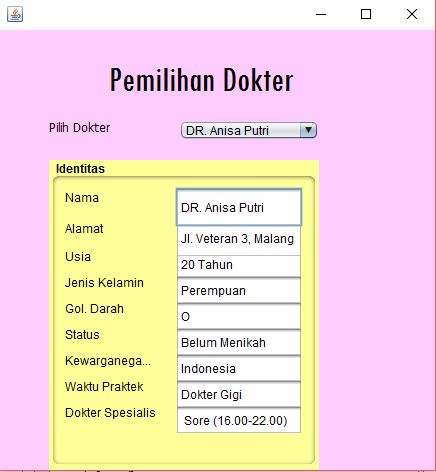 Pemilihan Dokter
Pilih Dokter DR. Anisa Putri
Identitas
Nama DR. Anisa Putri
Alamat Jl. Veteran 3, Malang
Usia 20 Tahun
Jenis Kelamin Perempuan
Gol. Darah O
Status Belum Menikah
Kewarganega... Indonesia
Waktu Praktek Dokter Gigi
Dokter Spesialis Sore (16.00-22.00)